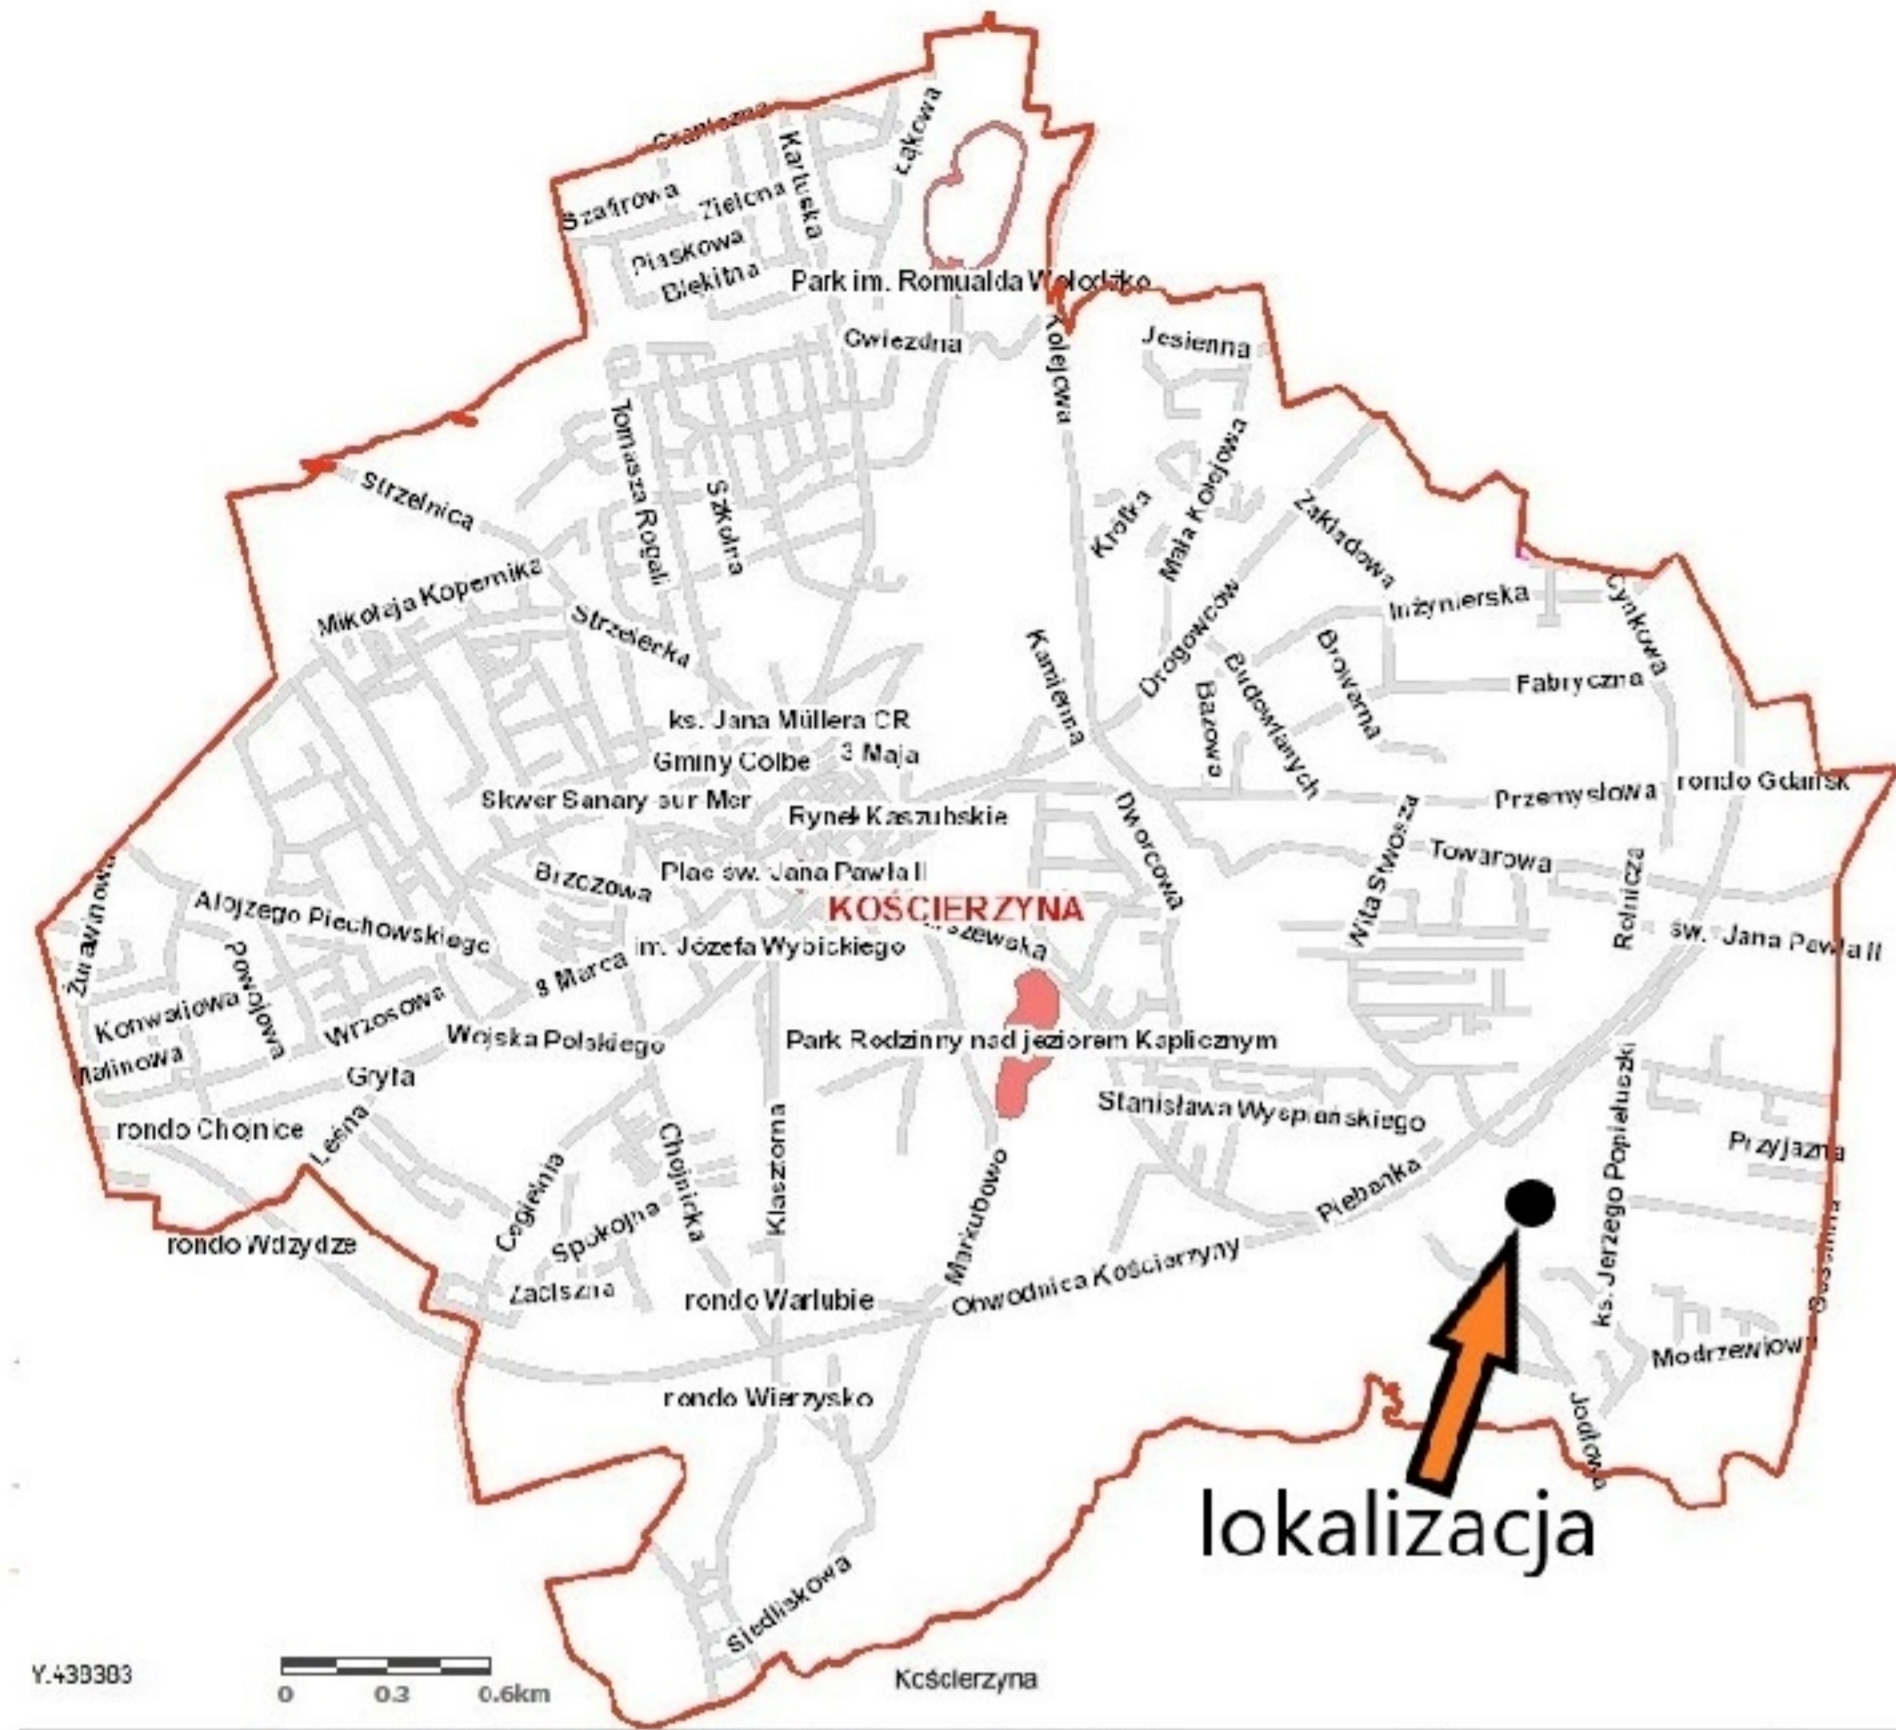 Łąkowa
Kartuska
Szafirowa
Zielona
Piaskowa
Błękitna
Park im. Romualda Wołodźko
Gwiezdna
Kolejowa
Jesienna
Tomasza Rogali
Szkolna
Strzelnica
Krótka
Mała Kolejowa
Zakładowa
Mikołaja Kopernika
Strzelecka
Inżynierska
Cynkowa
Drogowców
Kamienna
Budowlanych
Browarna
Bazowa
Fabryczna
ks. Jana Müllera CR
Gminy Cölbe
3 Maja
Skwer Sanary-sur-Mer
Rynek Kaszubskie
Przemysłowa
rondo Gdańsk
Dworcowa
Wita Stwosza
Towarowa
Brzozowa
Plac św. Jana Pawła II
Żurawinowa
Alojzego Piechowskiego
KOŚCIERZYNA
Rolnicza
św. Jana Pawła II
im. Józefa Wybickiego
8 Marca
Powojowa
Konwaliowa
Wrzosowa
Wojska Polskiego
Park Rodzinny nad jeziorem Kaplicznym
Malinowa
Gryfa
Stanisława Wyspiańskiego
rondo Chojnice
Leśna
Chojnicka
Klasztorna
ks. Jerzego Popiełuszki
Przyjazna
Cegielnia
Spokojna
Markubowo
Plebanka
rondo Wdzydze
Zaciszna
rondo Warlubie
Obwodnica Kościerzyny
Modrzewiowa
rondo Wierzysko
Jodłowa
lokalizacja
Siedliskowa
Y.438383
0 0.3 0.6km
Kościerzyna